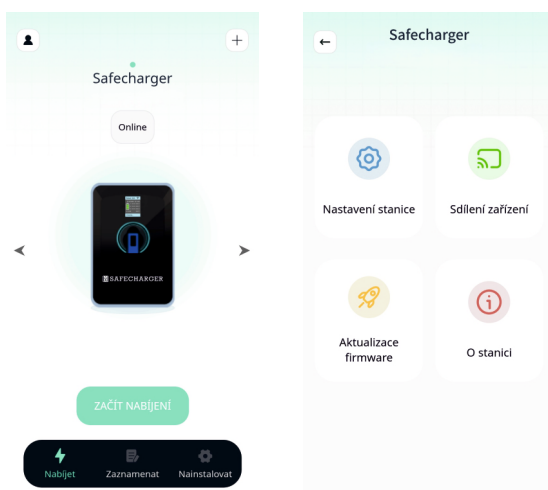 Safecharger
Online
SAFECHARGER
ZAČÍT NABÍJENÍ
Nabíjet
Zaznamenat
Nainstalovat
Safecharger
Nastavení stanice
Sdílení zařízení
Aktualizace
firmware
O stanici